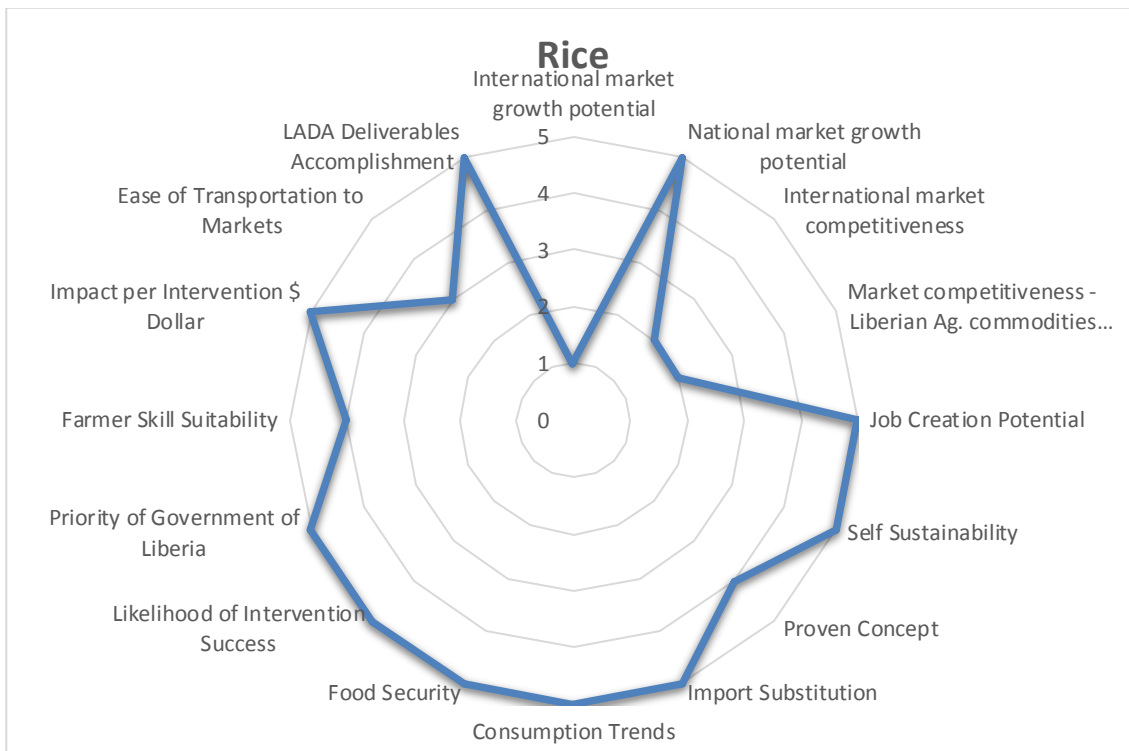 Rice
International market
growth potential
National market growth
potential
International market
competitiveness
Market competitiveness -
Liberian Ag. commodities...
Job Creation Potential
Self Sustainability
Proven Concept
Import Substitution
Consumption Trends
Food Security
Likelihood of Intervention
Success
Priority of Government of
Liberia
Farmer Skill Suitability
Impact per Intervention $
Dollar
Ease of Transportation to
Markets
LADA Deliverables
Accomplishment
5
4
3
2
1
0